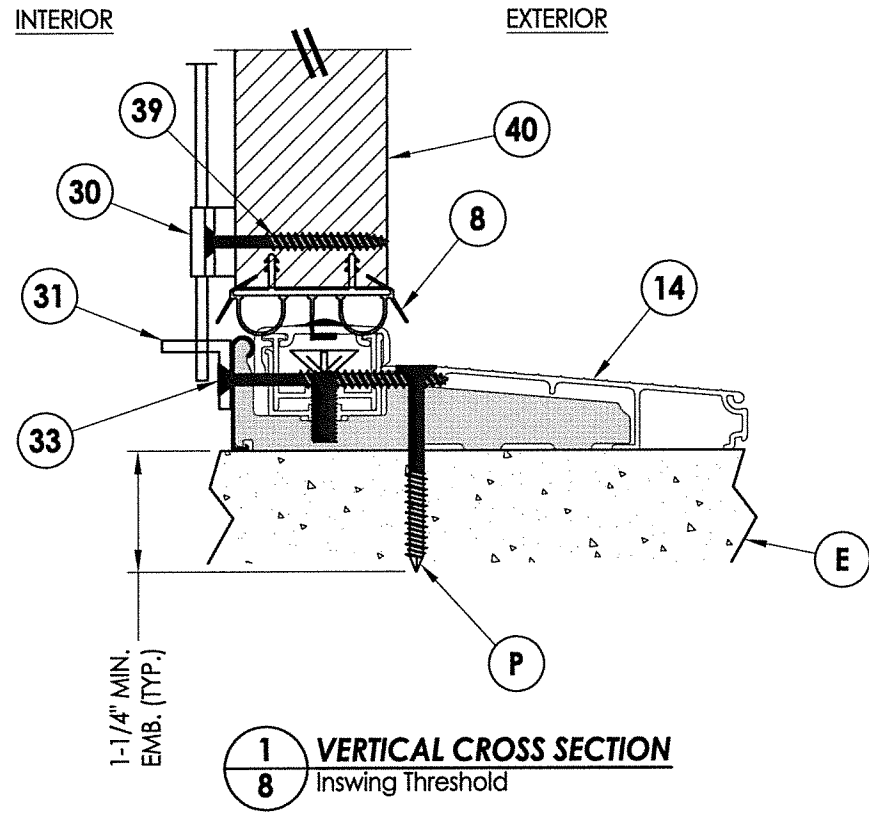 INTERIOR
EXTERIOR
39
40
30
8
31
14
33
E
P
1-1/4" MIN.
EMB. (TYP.)
1
8
VERTICAL CROSS SECTION
Inswing Threshold